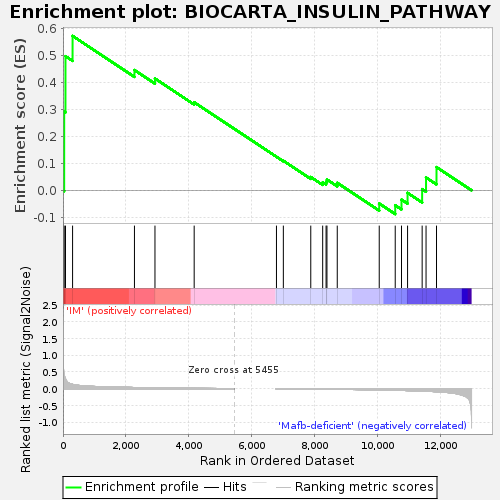 Enrichment plot: BIOCARTA_INSULIN_PATHWAY
Enrichment score (ES)
0.6
0.5
0.4
0.3
0.2
0.1
0.0
-0.1
'IM' (positively correlated)
Ranked list metric (Signal2Noise)
2.5
2.0
1.5
1.0
0.5
0.0
-0.5
-1.0
Zero cross at 5455
'Mafb-deficient' (negatively correlated)
0 2,000 4,000 6,000 8,000 10,000 12,000
Rank in Ordered Dataset
Enrichment profile Hits Ranking metric scores